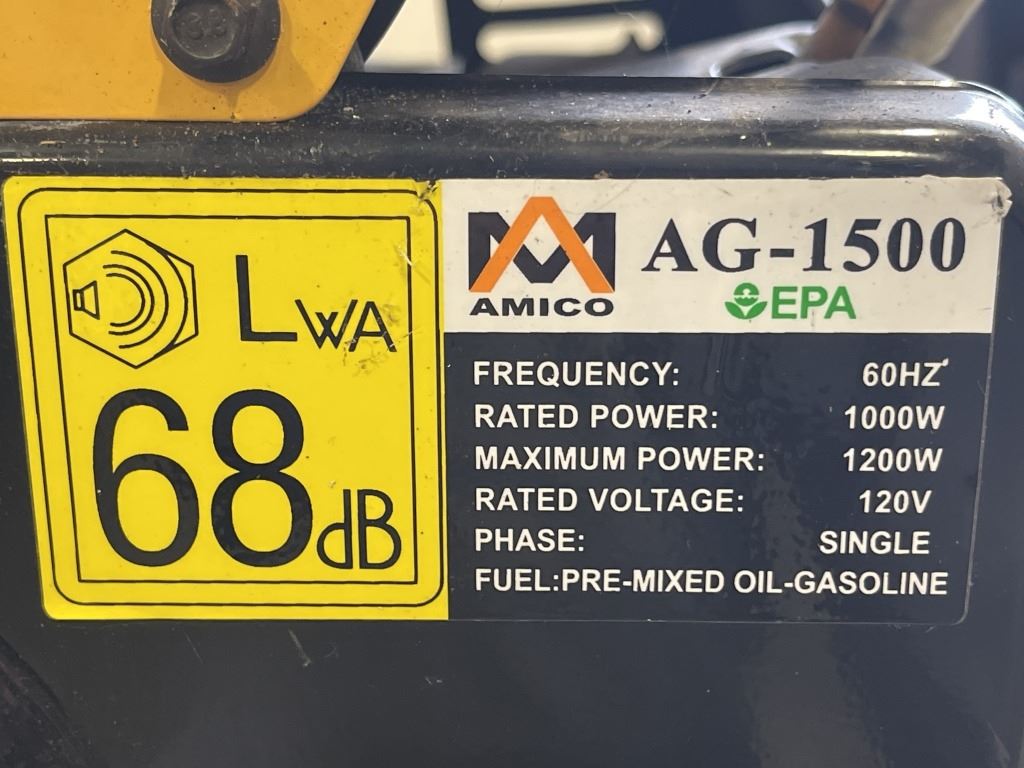 LWA
68dB
AMICO
AG-1500
EPA
FREQUENCY: 60HZ
RATED POWER: 1000W
MAXIMUM POWER: 1200W
RATED VOLTAGE: 120V
PHASE: SINGLE
FUEL:PRE-MIXED OIL-GASOLINE